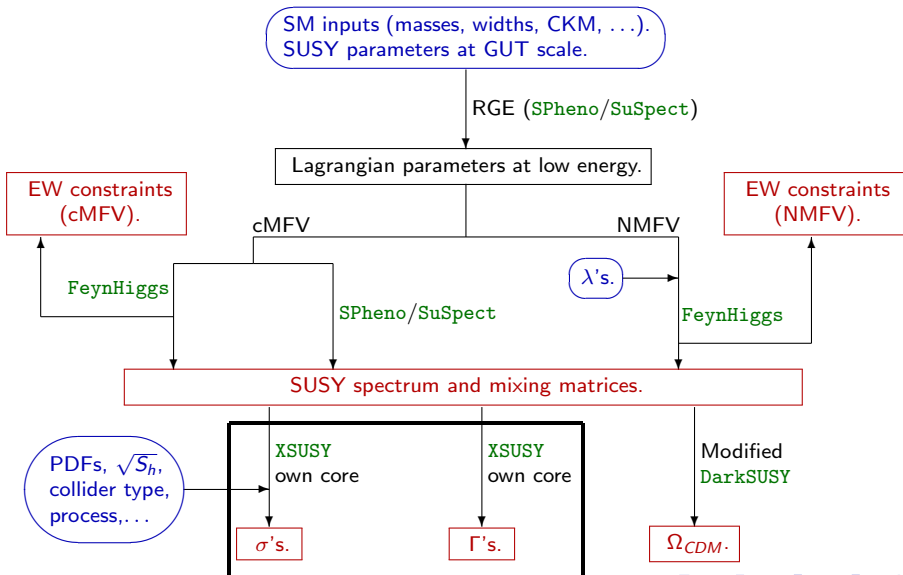 SM inputs (masses, widths, CKM, ...).
SUSY parameters at GUT scale.
RGE (SPheno/SuSpect)
Lagrangian parameters at low energy.
EW constraints
(cMFV).
EW constraints
(NMFV).
cMFV
NMFV
λ's.
FeynHiggs
SPheno/SuSpect
FeynHiggs
SUSY spectrum and mixing matrices.
PDFs, √S_h,
collider type,
process,...
XSUSY
own core
XSUSY
own core
Modified
DarkSUSY
σ's.
Γ's.
Ω_CDM.